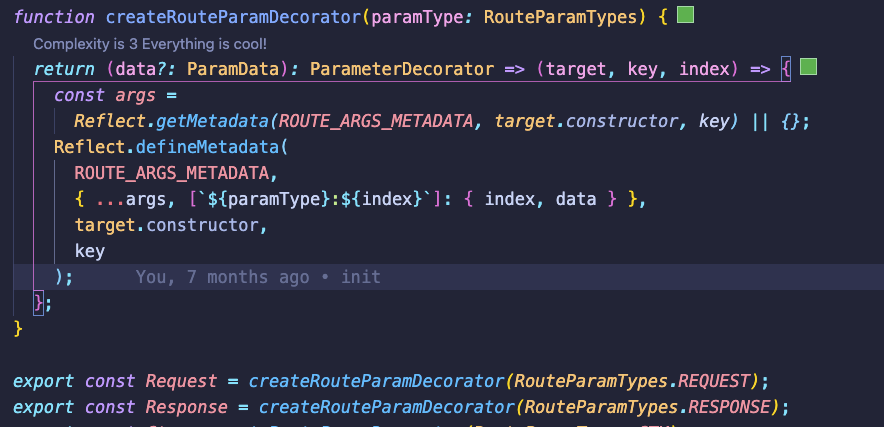 function createRouteParamDecorator(paramType: RouteParamTypes) {
Complexity is 3 Everything is cool!
return (data?: ParamData): ParameterDecorator => (target, key, index) => {
const args =
Reflect.getMetadata(ROUTE_ARGS_METADATA, target.constructor, key) || {};
Reflect.defineMetadata(
ROUTE_ARGS_METADATA,
{ ...args, [`${paramType}:${index}`]: { index, data } },
target.constructor,
key
); You, 7 months ago • init
};
}
export const Request = createRouteParamDecorator(RouteParamTypes.REQUEST);
export const Response = createRouteParamDecorator(RouteParamTypes.RESPONSE);